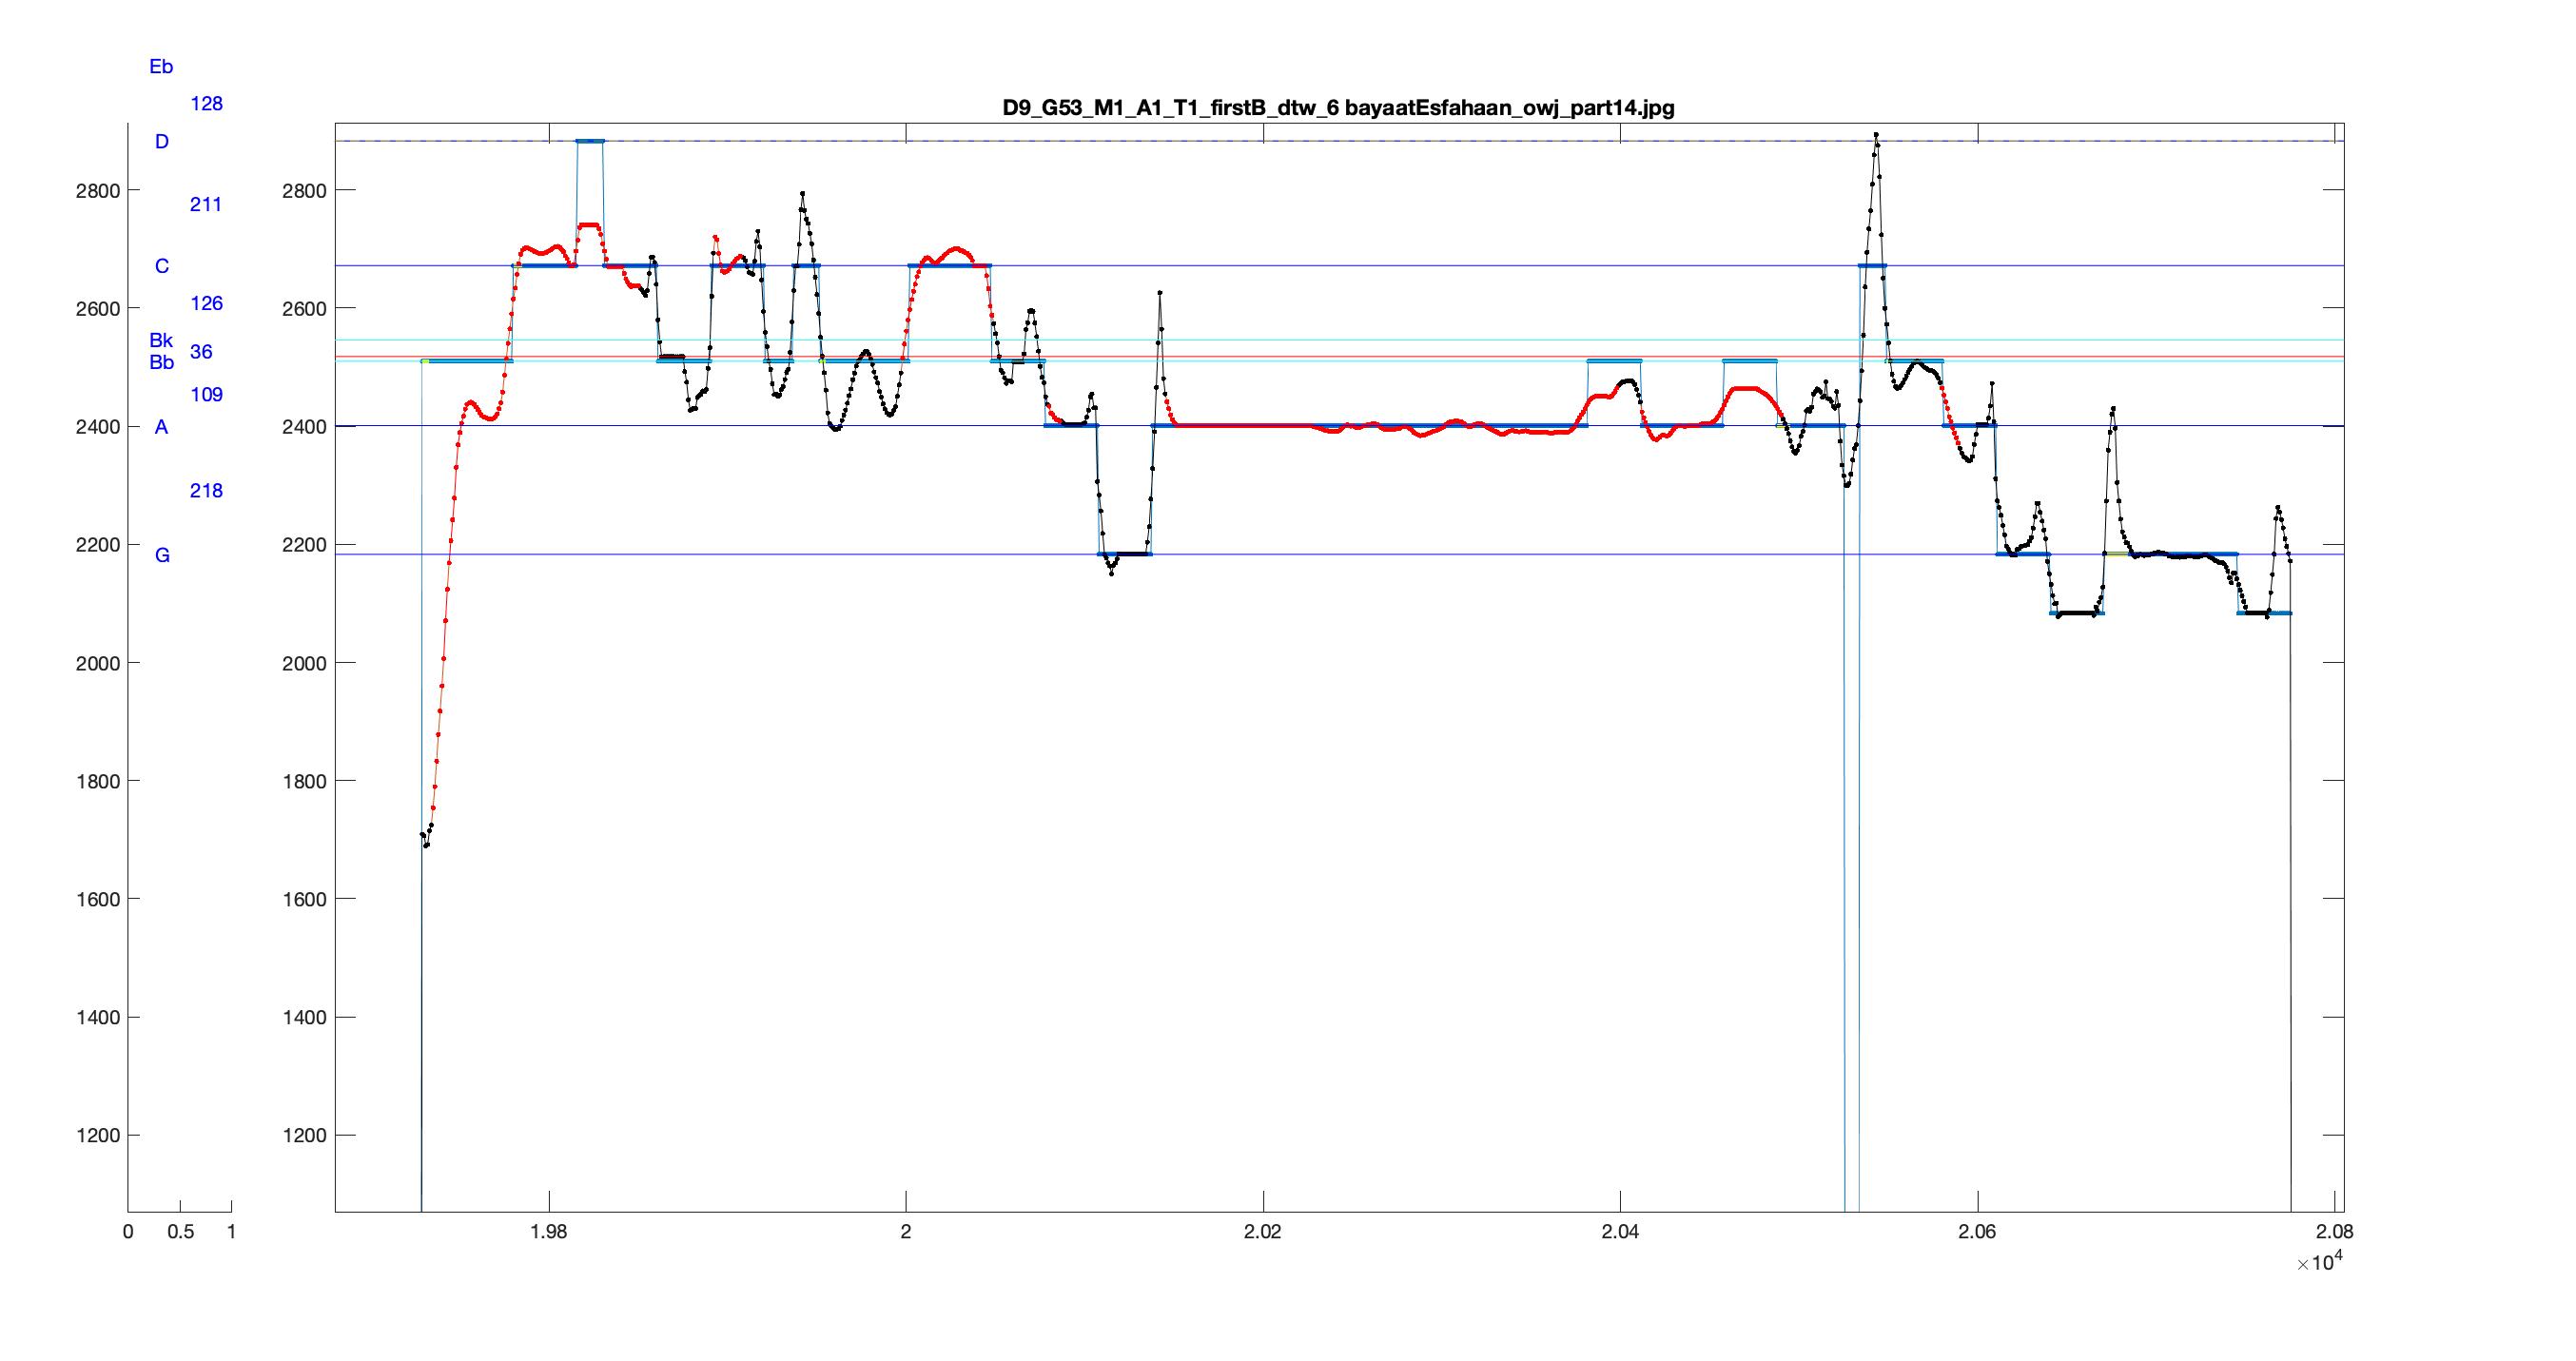 Eb
128
D9_G53_M1_A1_T1_firstB_dtw_6 bayaatEsfahaan_owj_part14.jpg
D
2800 211 2800
C
2600 126 2600
Bk
36
Bb
109
2400 A 2400
218
2200 G 2200
2000 2000
1800 1800
1600 1600
1400 1400
1200 1200
0 0.5 1 1.98 2 2.02 2.04 2.06 2.08
×10^4